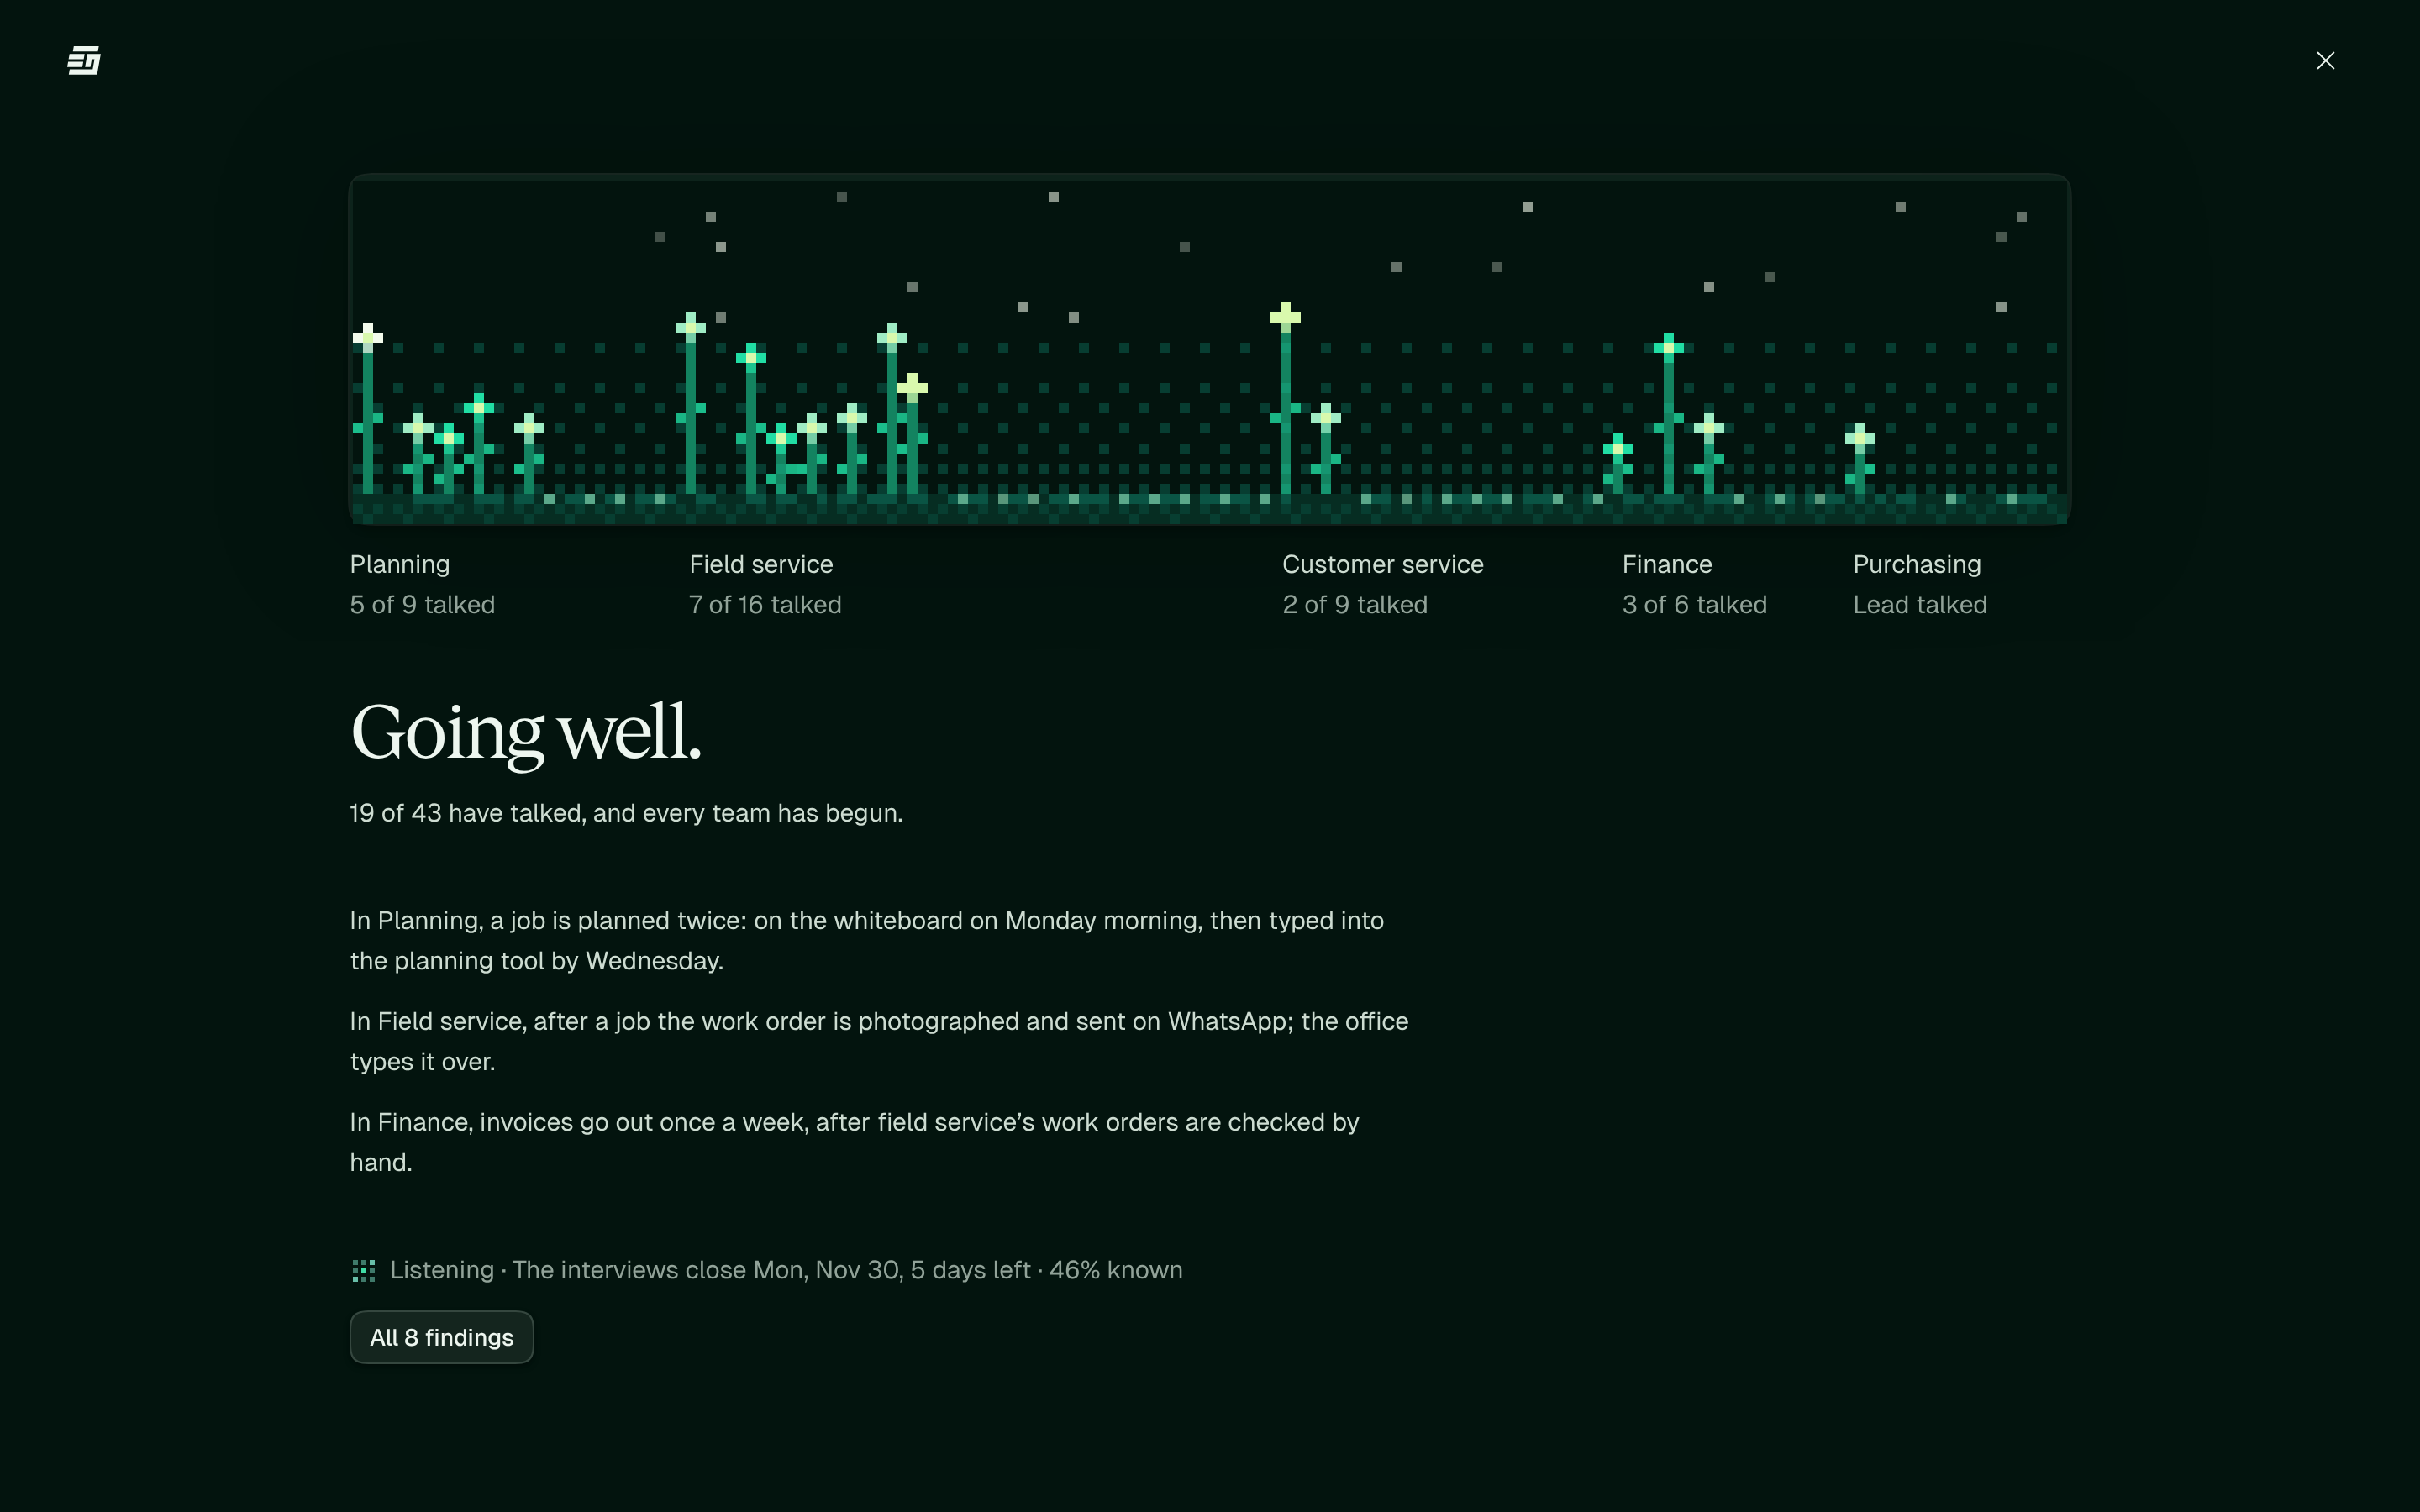 Planning
5 of 9 talked
Field service
7 of 16 talked
Customer service
2 of 9 talked
Finance
3 of 6 talked
Purchasing
Lead talked
Going well.
19 of 43 have talked, and every team has begun.
In Planning, a job is planned twice: on the whiteboard on Monday morning, then typed into
the planning tool by Wednesday.
In Field service, after a job the work order is photographed and sent on WhatsApp; the office
types it over.
In Finance, invoices go out once a week, after field service’s work orders are checked by
hand.
Listening · The interviews close Mon, Nov 30, 5 days left · 46% known
All 8 findings